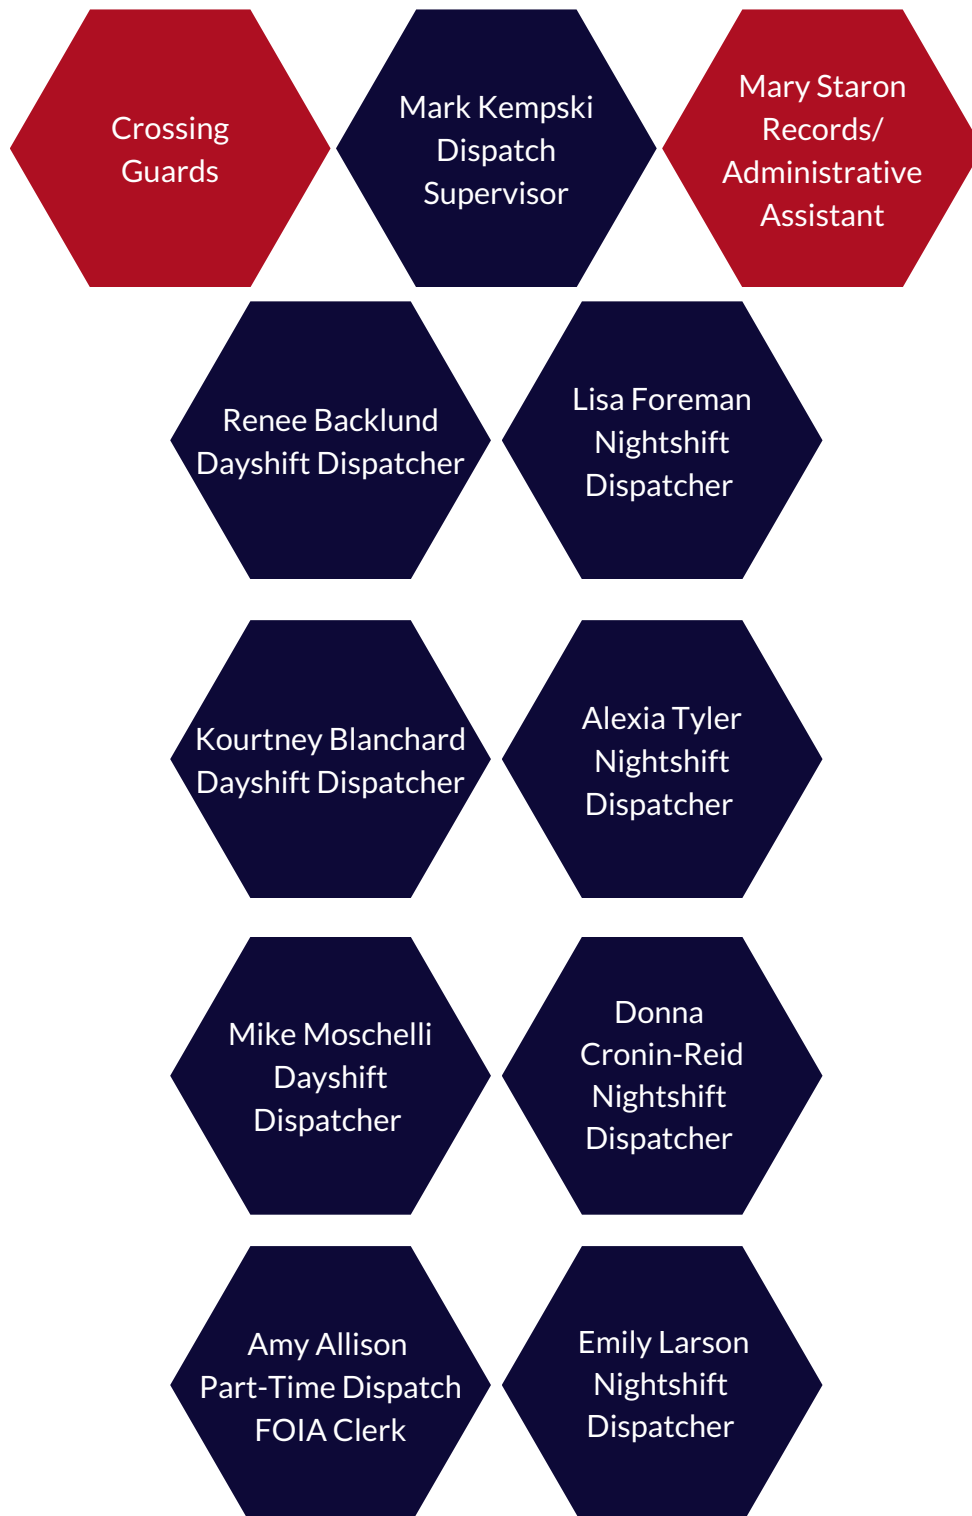 Crossing
Guards
Mark Kempski
Dispatch
Supervisor
Mary Staron
Records/
Administrative
Assistant
Renee Backlund
Dayshift Dispatcher
Lisa Foreman
Nightshift
Dispatcher
Kourtney Blanchard
Dayshift Dispatcher
Alexia Tyler
Nightshift
Dispatcher
Mike Moschelli
Dayshift
Dispatcher
Donna
Cronin-Reid
Nightshift
Dispatcher
Amy Allison
Part-Time Dispatch
FOIA Clerk
Emily Larson
Nightshift
Dispatcher